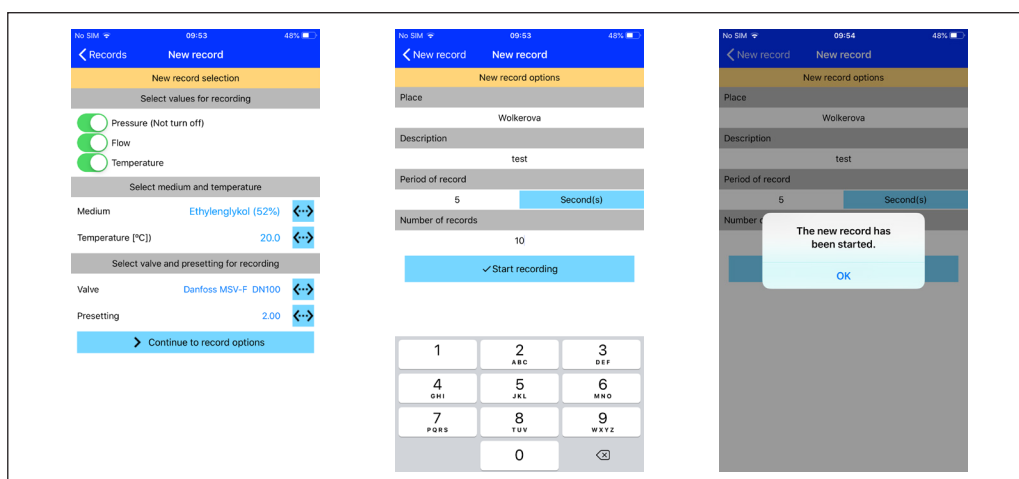 No SIM 09:53 48%
Records New record
New record selection
Select values for recording
Pressure (Not turn off)
Flow
Temperature
Select medium and temperature
Medium Ethylenglykol (52%)
Temperature [ºC]) 20.0
Select valve and presetting for recording
Valve Danfoss MSV-F DN100
Presetting 2.00
Continue to record options
No SIM 09:53 48%
New record New record
New record options
Place
Wolkerova
Description
test
Period of record
5 Second(s)
Number of records
10
Start recording
1 2 3
ABC DEF
4 5 6
GHI JKL MNO
7 8 9
PQRS TUV WXYZ
0
No SIM 09:54 48%
New record New record
New record options
Place
Wolkerova
Description
test
Period of record
5 Second(s)
Number
The new record has
been started.
OK